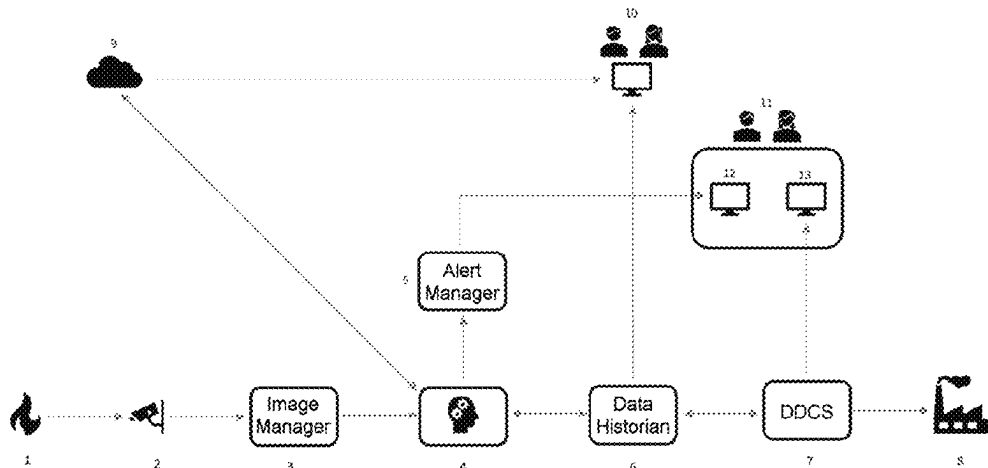 10
9
11
12
13
5
Alert
Manager
Image
Manager
Data
Historian
DDCS
1
2
3
4
6
7
8